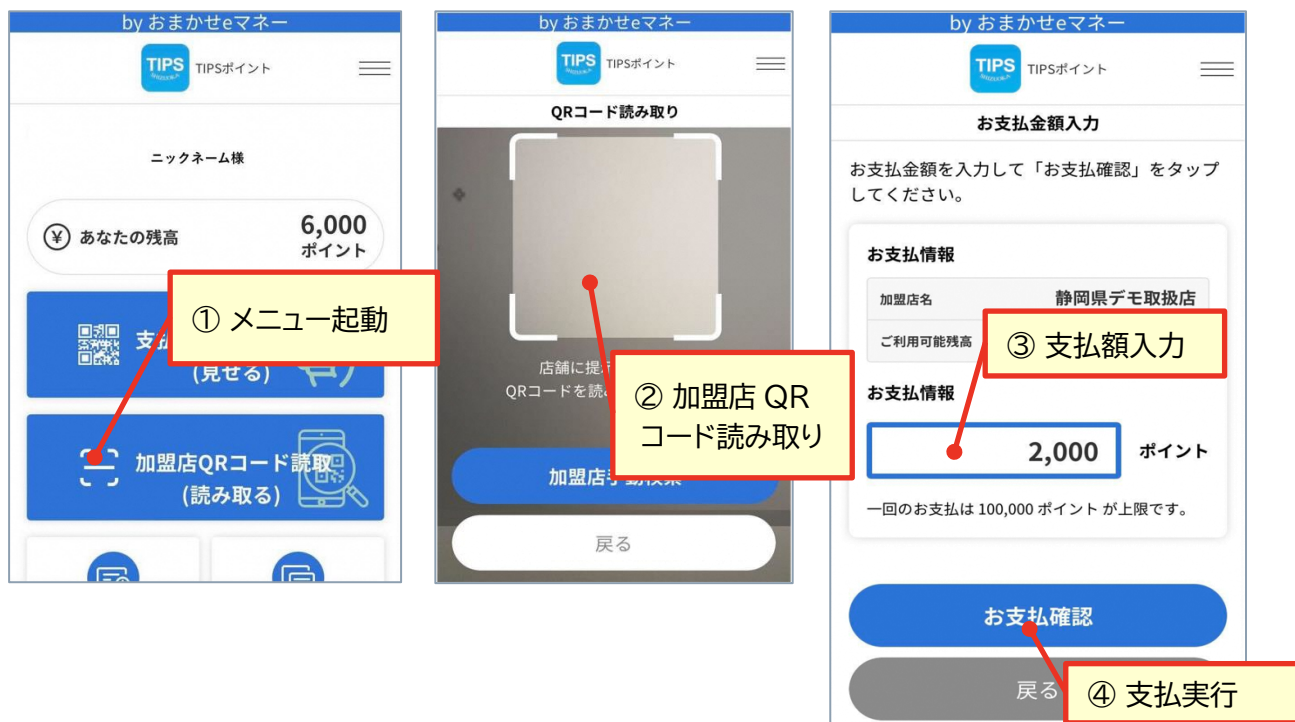 by おまかせeマネー
TIPS
TIPSポイント
ニックネーム様
あなたの残高
6,000
ポイント
① メニュー起動
(見せる)
加盟店QRコード読取
(読み取る)
by おまかせeマネー
TIPS
TIPSポイント
QRコード読み取り
店舗に提
QRコードを読
② 加盟店 QR
コード読み取り
加盟店
戻る
by おまかせeマネー
TIPS
TIPSポイント
お支払金額入力
お支払金額を入力して「お支払確認」をタップ
してください。
お支払情報
加盟店名
静岡県デモ取扱店
ご利用可能残高
③ 支払額入力
お支払情報
2,000
ポイント
一回のお支払は 100,000 ポイント が上限です。
お支払確認
戻る
④ 支払実行